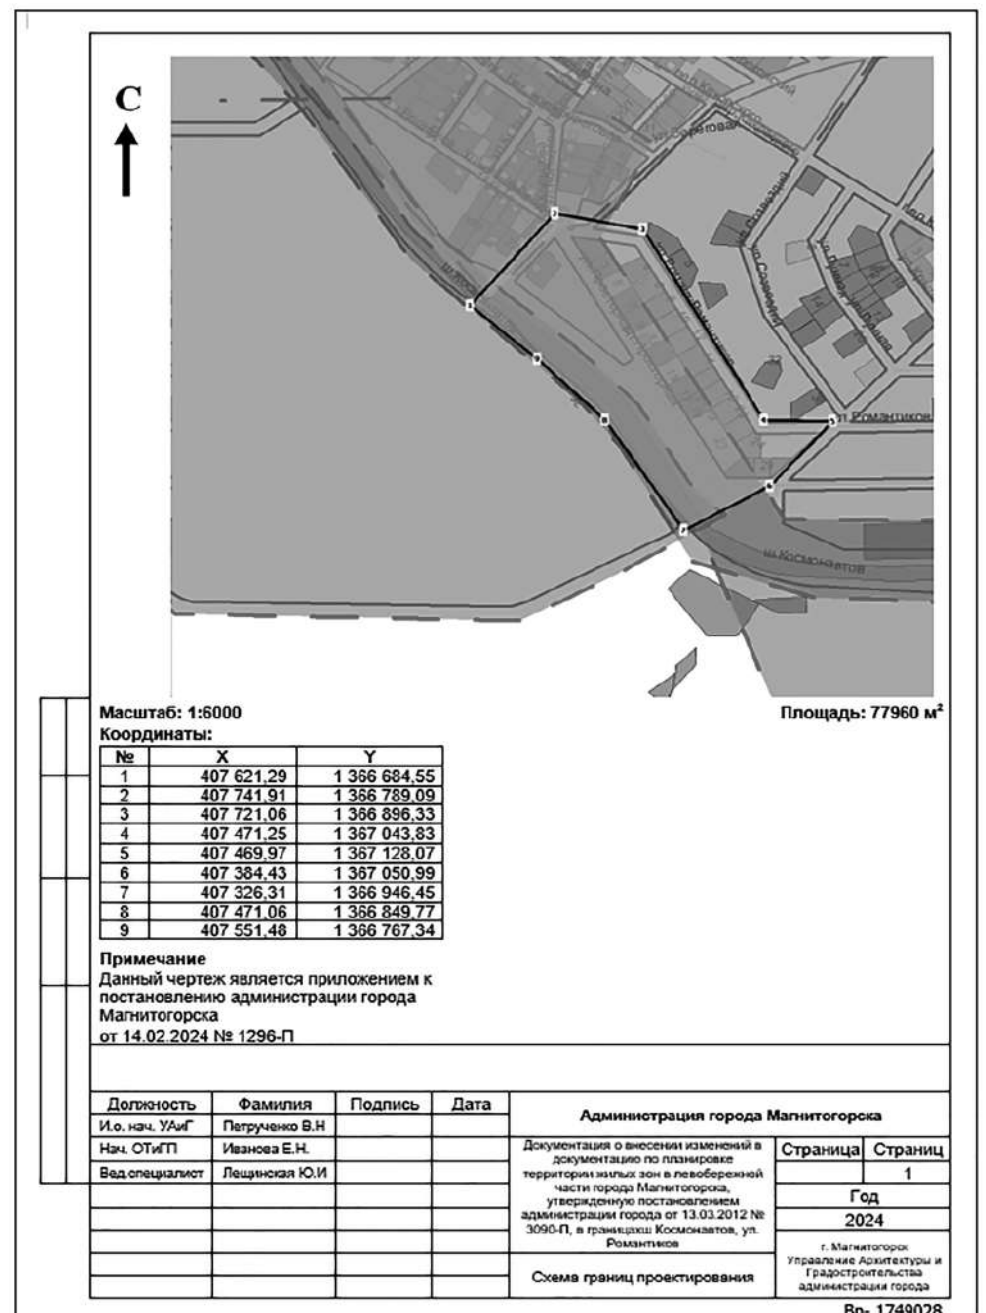 С
ул. Береговая
ул. Созвездий
ул. Романтиков
ш.Космонавтов
Масштаб: 1:6000
Площадь: 77960 м²
Координаты:
№ X Y
1 407 621,29 1 366 684,55
2 407 741,91 1 366 789,09
3 407 721,06 1 366 896,33
4 407 471,25 1 367 043,83
5 407 469,97 1 367 128,07
6 407 384,43 1 367 050,99
7 407 326,31 1 366 946,45
8 407 471,06 1 366 849,77
9 407 551,48 1 366 767,34
Примечание
Данный чертеж является приложением к
постановлению администрации города
Магнитогорска
от 14.02.2024 № 1296-П
Должность Фамилия Подпись Дата
И.о. нач. УАиГ Петрученко В.Н
Нач. ОТиГП Иванова Е.Н.
Вед.специалист Лещинская Ю.И
Администрация города Магнитогорска
Документация о внесении изменений в
документацию по планировке
территории жилых зон в левобережной
части города Магнитогорска,
утвержденную постановлением
администрации города от 13.03.2012 №
3090-П, в границахш Космонавтов, ул.
Романтиков
Страница Страниц
1
Год
2024
Схема границ проектирования
г. Магнитогорск
Управление Архитектуры и
Градостроительства
администрации города
Вр- 1749028